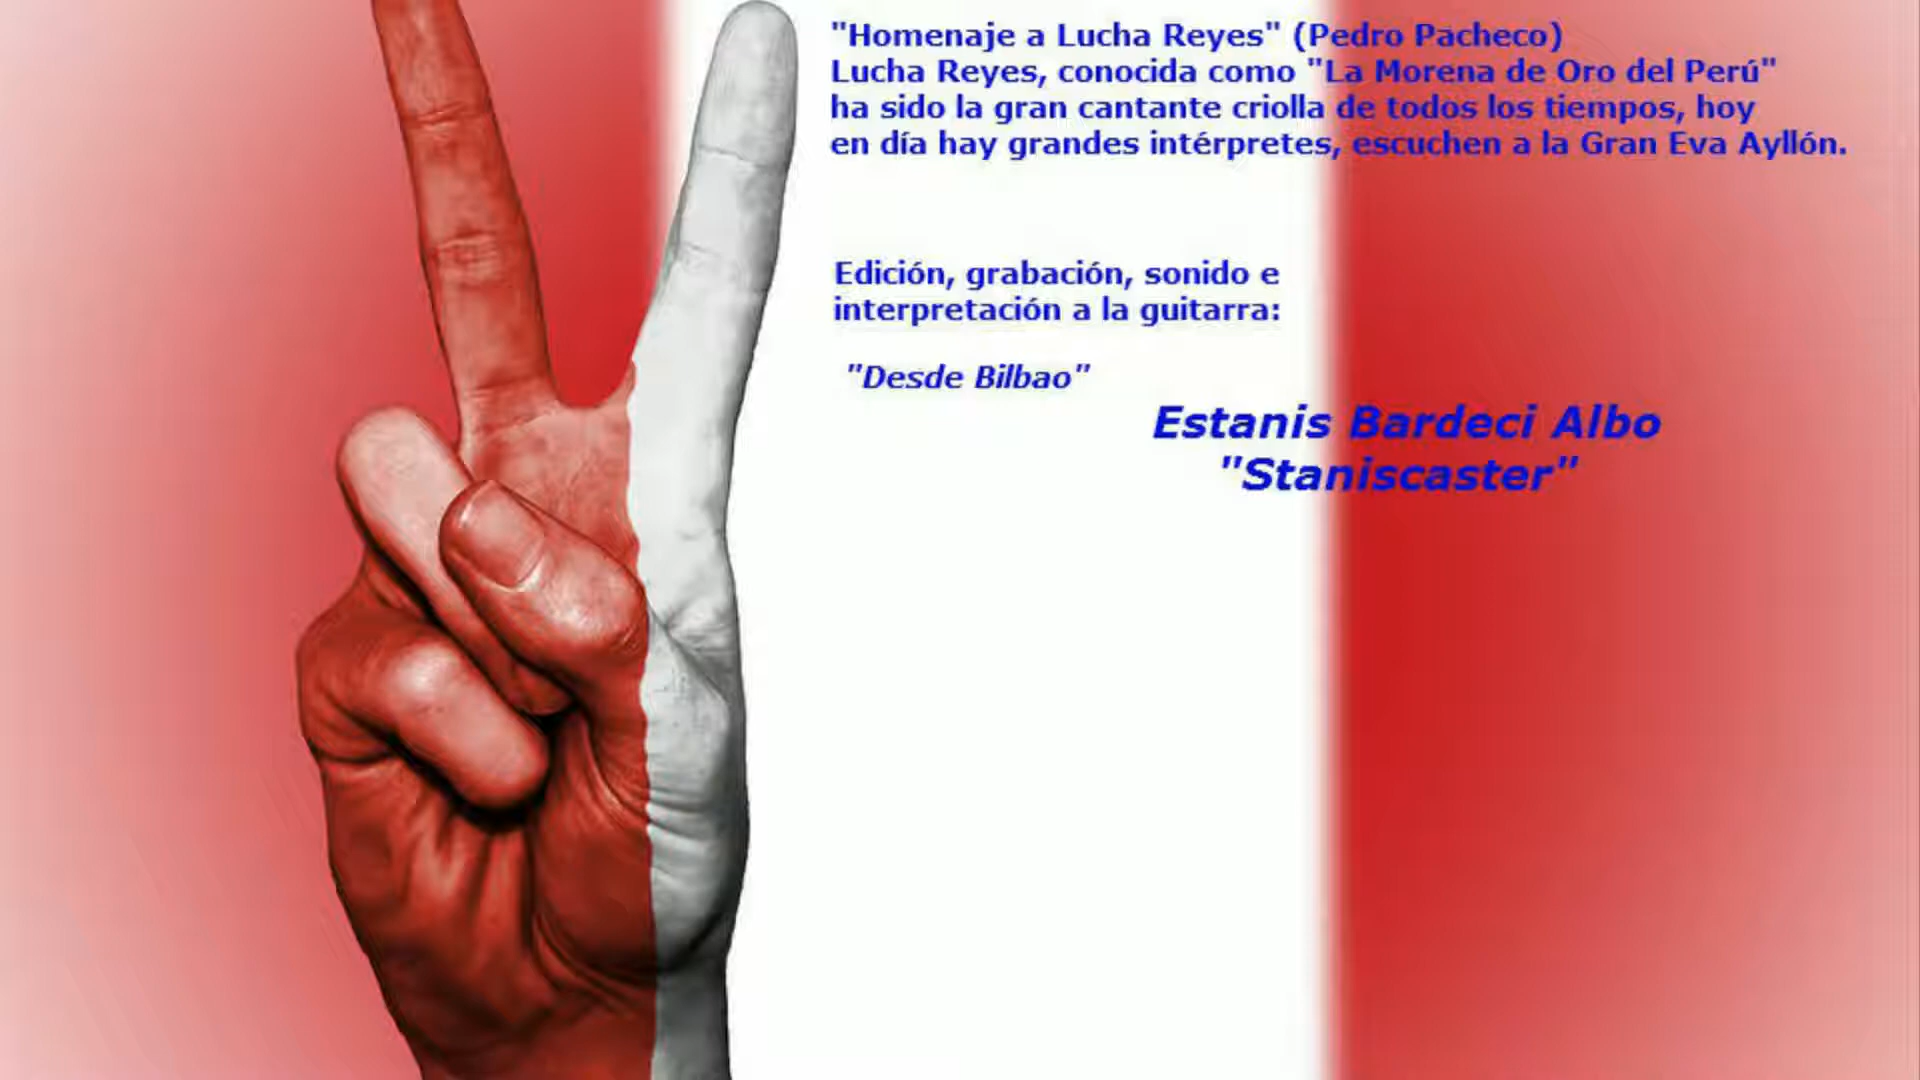 "Homenaje a Lucha Reyes" (Pedro Pacheco)
Lucha Reyes, conocida como "La Morena de Oro del Perú"
ha sido la gran cantante criolla de todos los tiempos, hoy
en día hay grandes intérpretes, escuchen a la Gran Eva Ayllón.
Edición, grabación, sonido e
interpretación a la guitarra:
"Desde Bilbao"
Estanis Bardeci Albo
"Staniscaster"